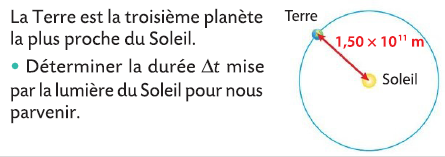 La Terre est la troisième planète
la plus proche du Soleil.
• Déterminer la durée Δt mise
par la lumière du Soleil pour nous
parvenir.
Terre
1,50 × 10¹¹ m
Soleil